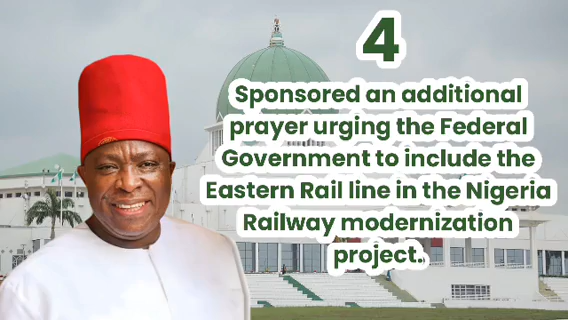 4
Sponsored an additional
prayer urging the Federal
Government to include the
Eastern Rail line in the Nigeria
Railway modernization
project.